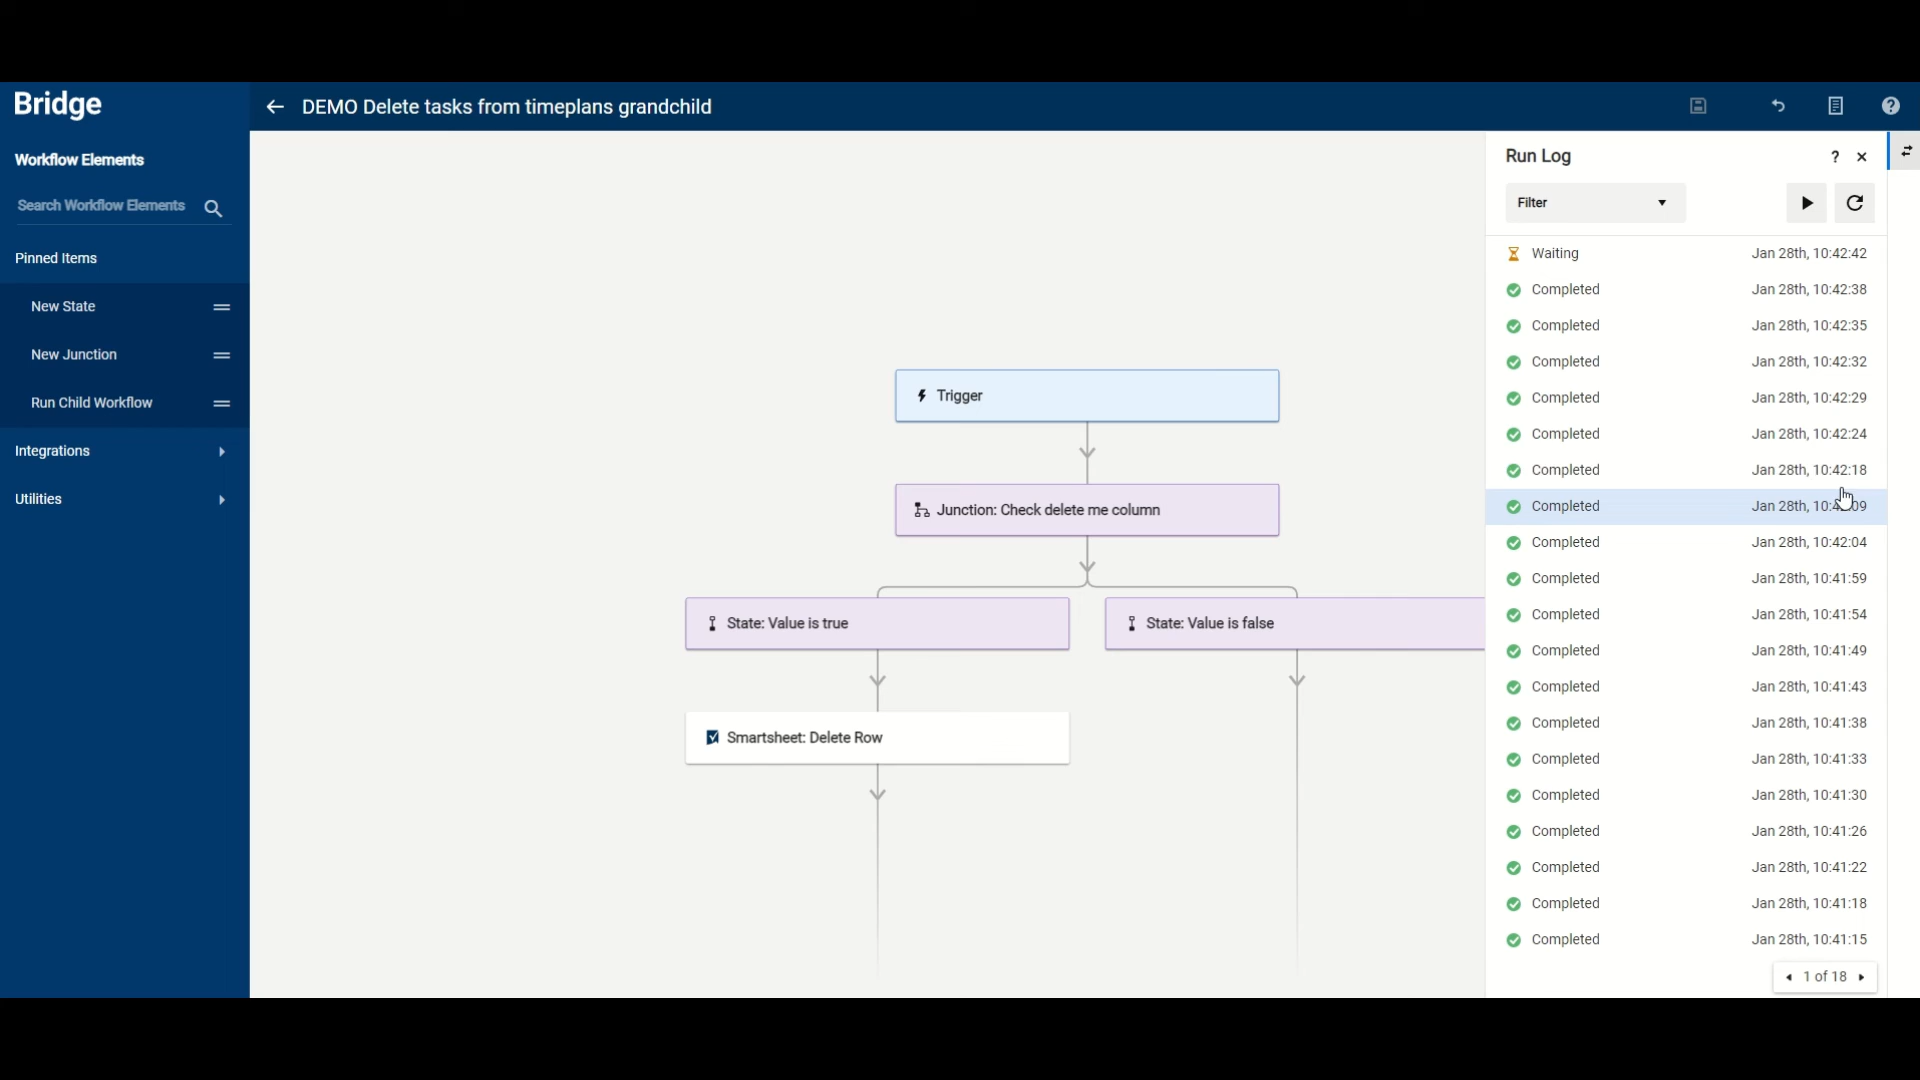 Bridge
DEMO Delete tasks from timeplans grandchild
Workflow Elements
Search Workflow Elements
Pinned Items
New State
New Junction
Run Child Workflow
Integrations
Utilities
Trigger
Junction: Check delete me column
State: Value is true
State: Value is false
Smartsheet: Delete Row
Run Log
Filter
Waiting Jan 28th, 10:42:42
Completed Jan 28th, 10:42:38
Completed Jan 28th, 10:42:35
Completed Jan 28th, 10:42:32
Completed Jan 28th, 10:42:29
Completed Jan 28th, 10:42:24
Completed Jan 28th, 10:42:18
Completed Jan 28th,
Completed Jan 28th, 10:42:04
Completed Jan 28th, 10:41:59
Completed Jan 28th, 10:41:54
Completed Jan 28th, 10:41:49
Completed Jan 28th, 10:41:43
Completed Jan 28th, 10:41:38
Completed Jan 28th, 10:41:33
Completed Jan 28th, 10:41:30
Completed Jan 28th, 10:41:26
Completed Jan 28th, 10:41:22
Completed Jan 28th, 10:41:18
Completed Jan 28th, 10:41:15
1 of 18